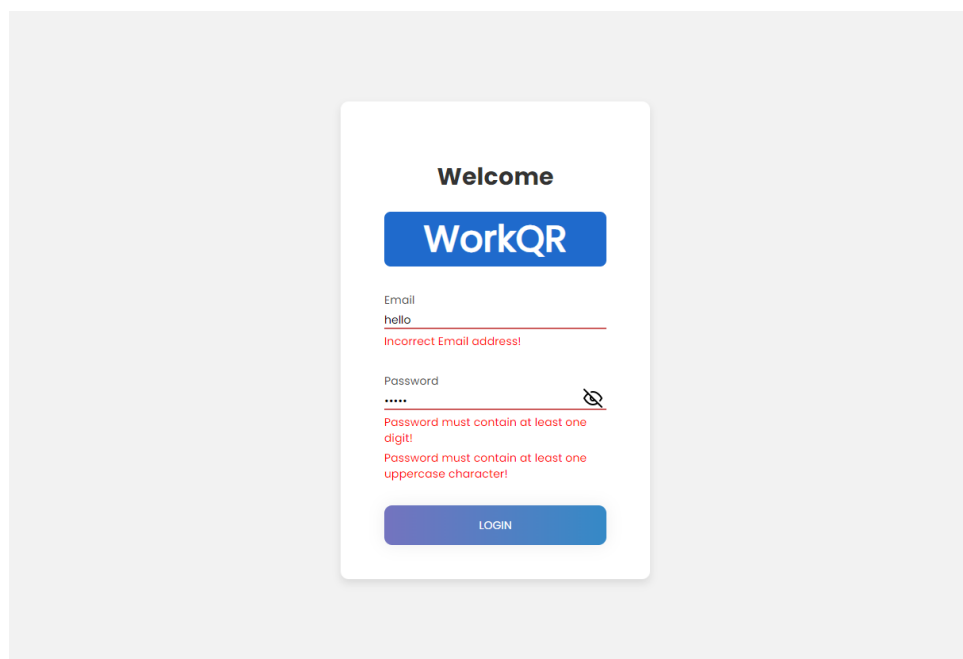 Welcome
WorkQR
Email
hello
Incorrect Email address!
Password
•••••
Password must contain at least one
digit!
Password must contain at least one
uppercase character!
LOGIN